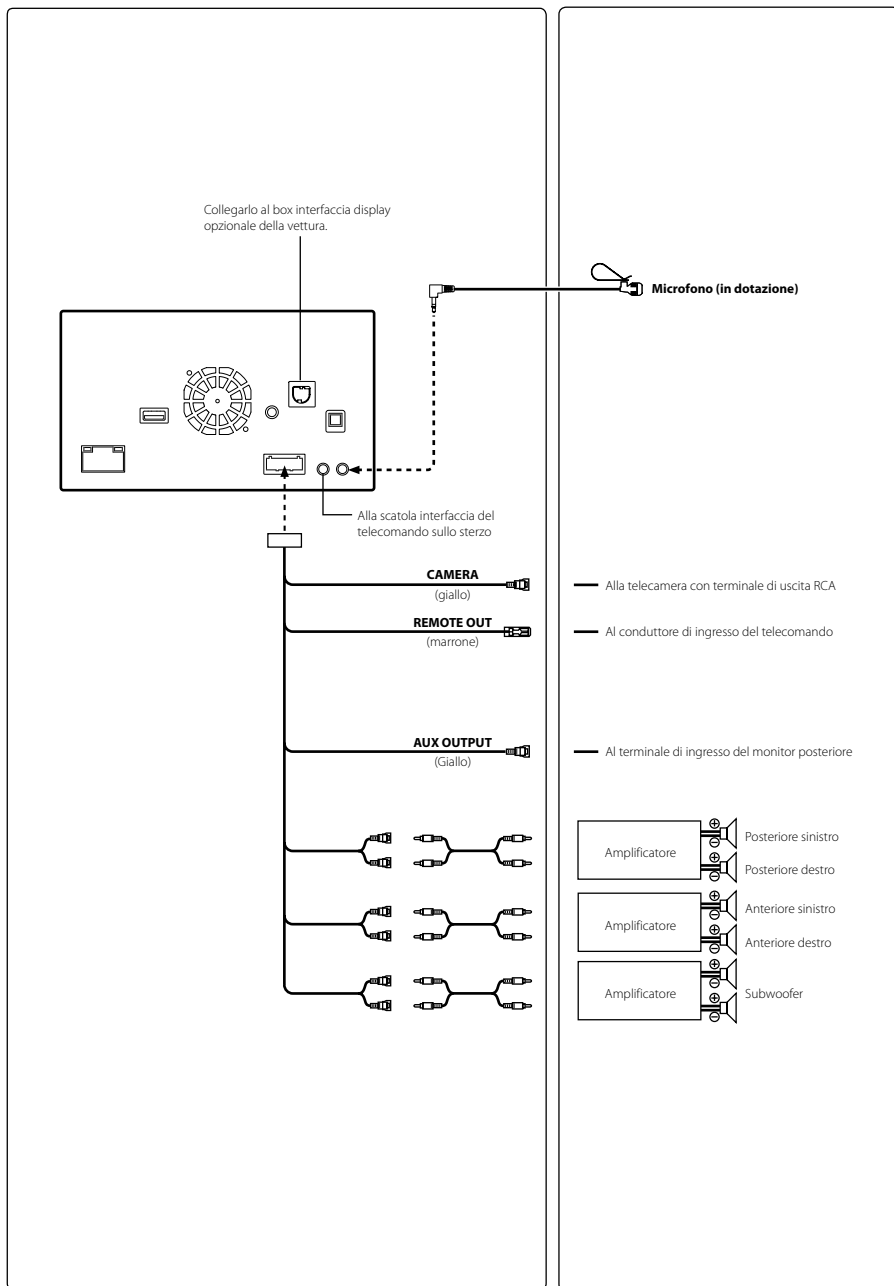 Collegarlo al box interfaccia display
opzionale della vettura.
Microfono (in dotazione)
Alla scatola interfaccia del
telecomando sullo sterzo
CAMERA
(giallo)
Alla telecamera con terminale di uscita RCA
REMOTE OUT
(marrone)
Al conduttore di ingresso del telecomando
AUX OUTPUT
(Giallo)
Al terminale di ingresso del monitor posteriore
Amplificatore
Posteriore sinistro
Posteriore destro
Amplificatore
Anteriore sinistro
Anteriore destro
Amplificatore
Subwoofer